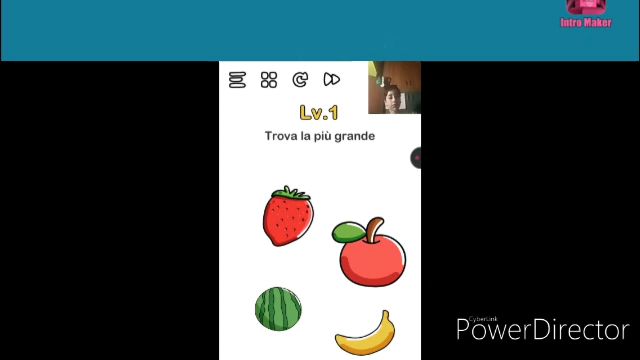 Intro Maker
Lv.1
Trova la più grande
CyberLink
PowerDirector